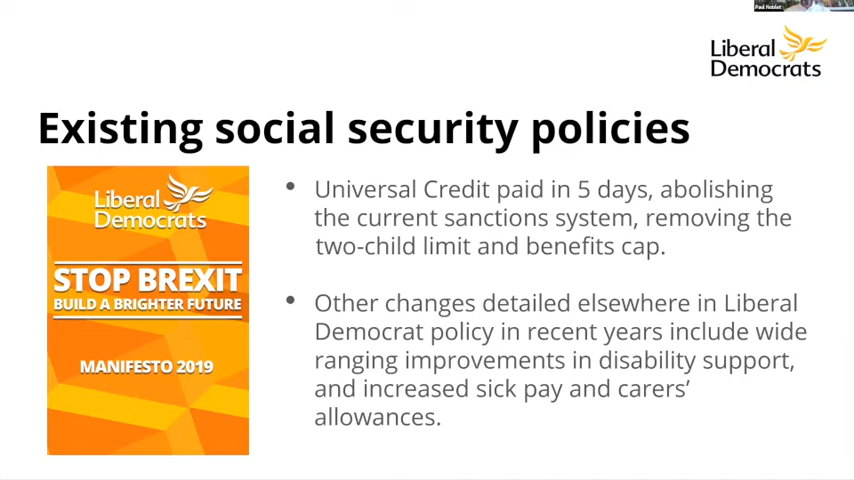 Paul Noblet
Liberal
Democrats
Existing social security policies
Liberal
Democrats
STOP BREXIT
BUILD A BRIGHTER FUTURE
MANIFESTO 2019
• Universal Credit paid in 5 days, abolishing
the current sanctions system, removing the
two-child limit and benefits cap.
• Other changes detailed elsewhere in Liberal
Democrat policy in recent years include wide
ranging improvements in disability support,
and increased sick pay and carers’
allowances.